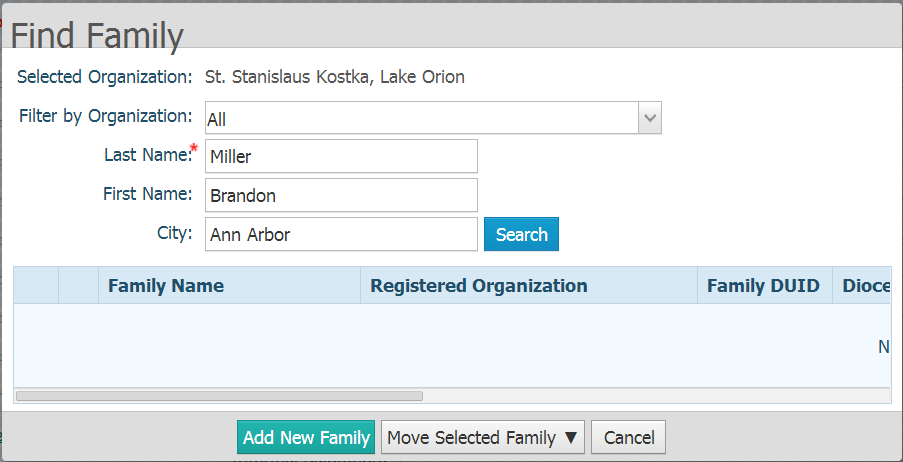 Find Family
Selected Organization: St. Stanislaus Kostka, Lake Orion
Filter by Organization: All
Last Name:* Miller
First Name: Brandon
City: Ann Arbor Search
Family Name Registered Organization Family DUID Dioce
N
Add New Family Move Selected Family ▼ Cancel